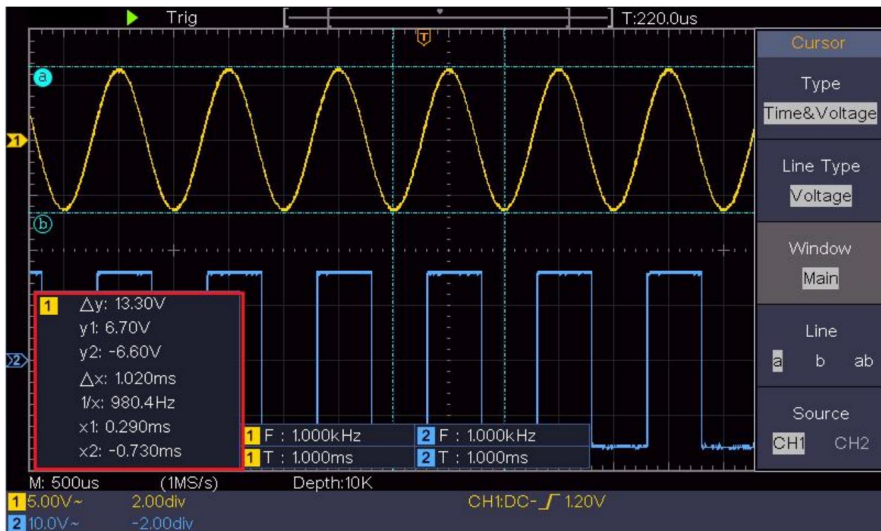 Trig
T:220.0us
T
a
1
b
2
1
△y: 13.30V
y1: 6.70V
y2: -6.60V
△x: 1.020ms
1/x: 980.4Hz
x1: 0.290ms
x2: -0.730ms
1 F : 1.000kHz
2 F : 1.000kHz
1 T : 1.000ms
2 T : 1.000ms
Cursor
Type
Time&Voltage
Line Type
Voltage
Window
Main
Line
a b ab
Source
CH1 CH2
M: 500us (1MS/s) Depth:10K
1 5.00V~ 2.00div CH1:DC- 1.20V
2 10.0V~ -2.00div